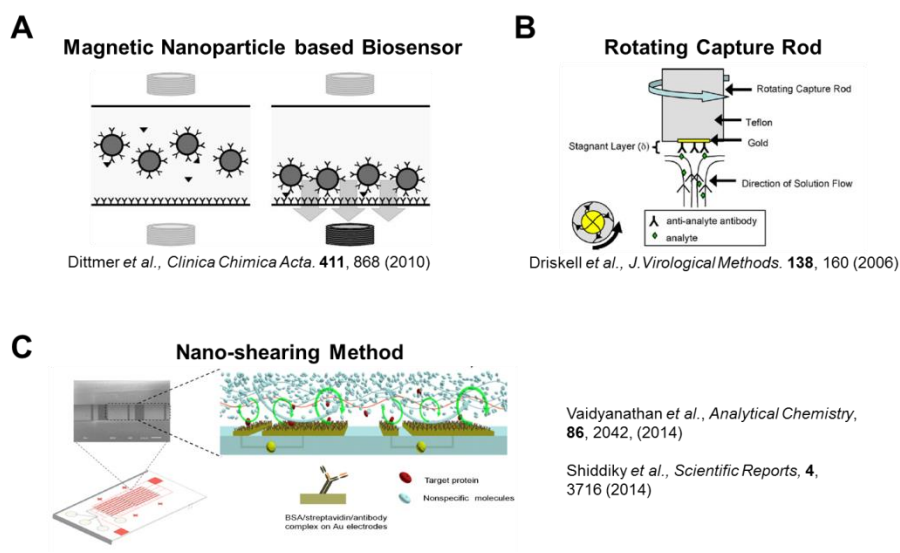 A
Magnetic Nanoparticle based Biosensor
Dittmer et al., Clinica Chimica Acta. 411, 868 (2010)
B
Rotating Capture Rod
Rotating Capture Rod
Teflon
Gold
Stagnant Layer (δ)
Direction of Solution Flow
anti-analyte antibody
analyte
Driskell et al., J.Virological Methods. 138, 160 (2006)
C
Nano-shearing Method
Target protein
Nonspecific molecules
BSA/streptavidin/antibody
complex on Au electrodes
Vaidyanathan et al., Analytical Chemistry,
86, 2042, (2014)
Shiddiky et al., Scientific Reports, 4,
3716 (2014)